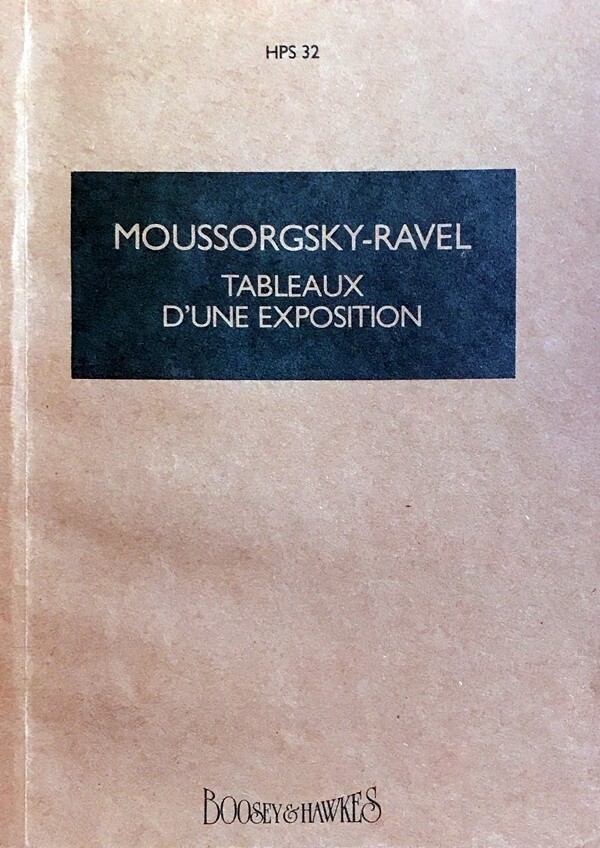 HPS 32
MOUSSORGSKY-RAVEL
TABLEAUX
D'UNE EXPOSITION
BOOSEY & HAWKES